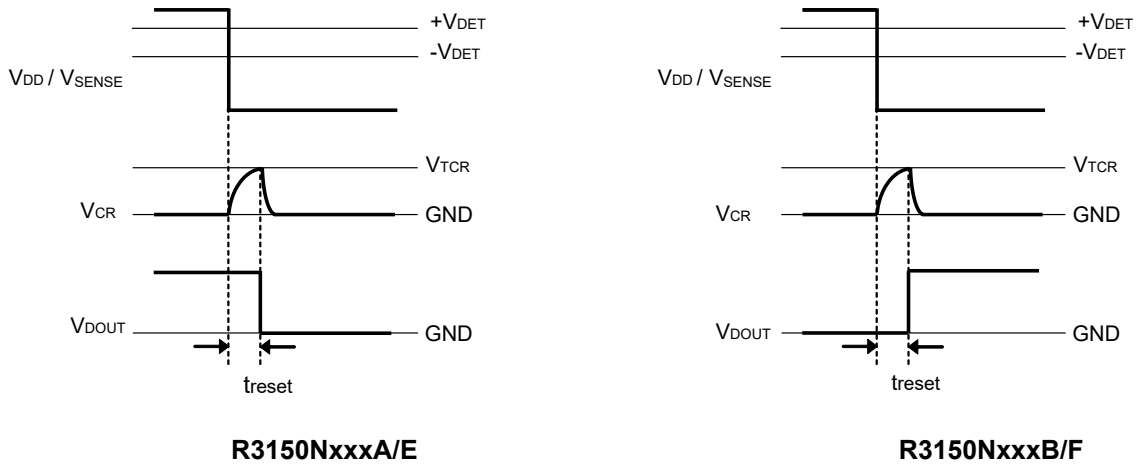 +VDET
-VDET
VDD / VSENSE
VTCR
VCR
GND
VDOUT
GND
treset
R3150NxxxA/E
+VDET
-VDET
VDD / VSENSE
VTCR
VCR
GND
VDOUT
GND
treset
R3150NxxxB/F